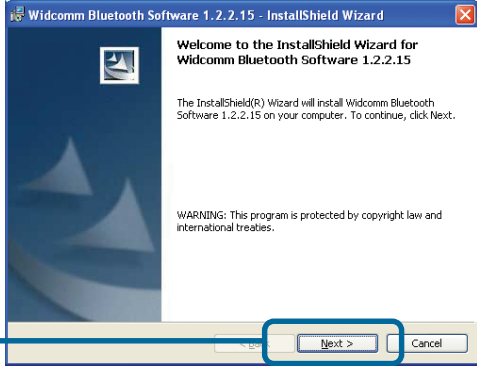 Widcomm Bluetooth Software 1.2.2.15 - InstallShield Wizard
Welcome to the InstallShield Wizard for
Widcomm Bluetooth Software 1.2.2.15
The InstallShield(R) Wizard will install Widcomm Bluetooth
Software 1.2.2.15 on your computer. To continue, click Next.
WARNING: This program is protected by copyright law and
international treaties.
< Next > Cancel